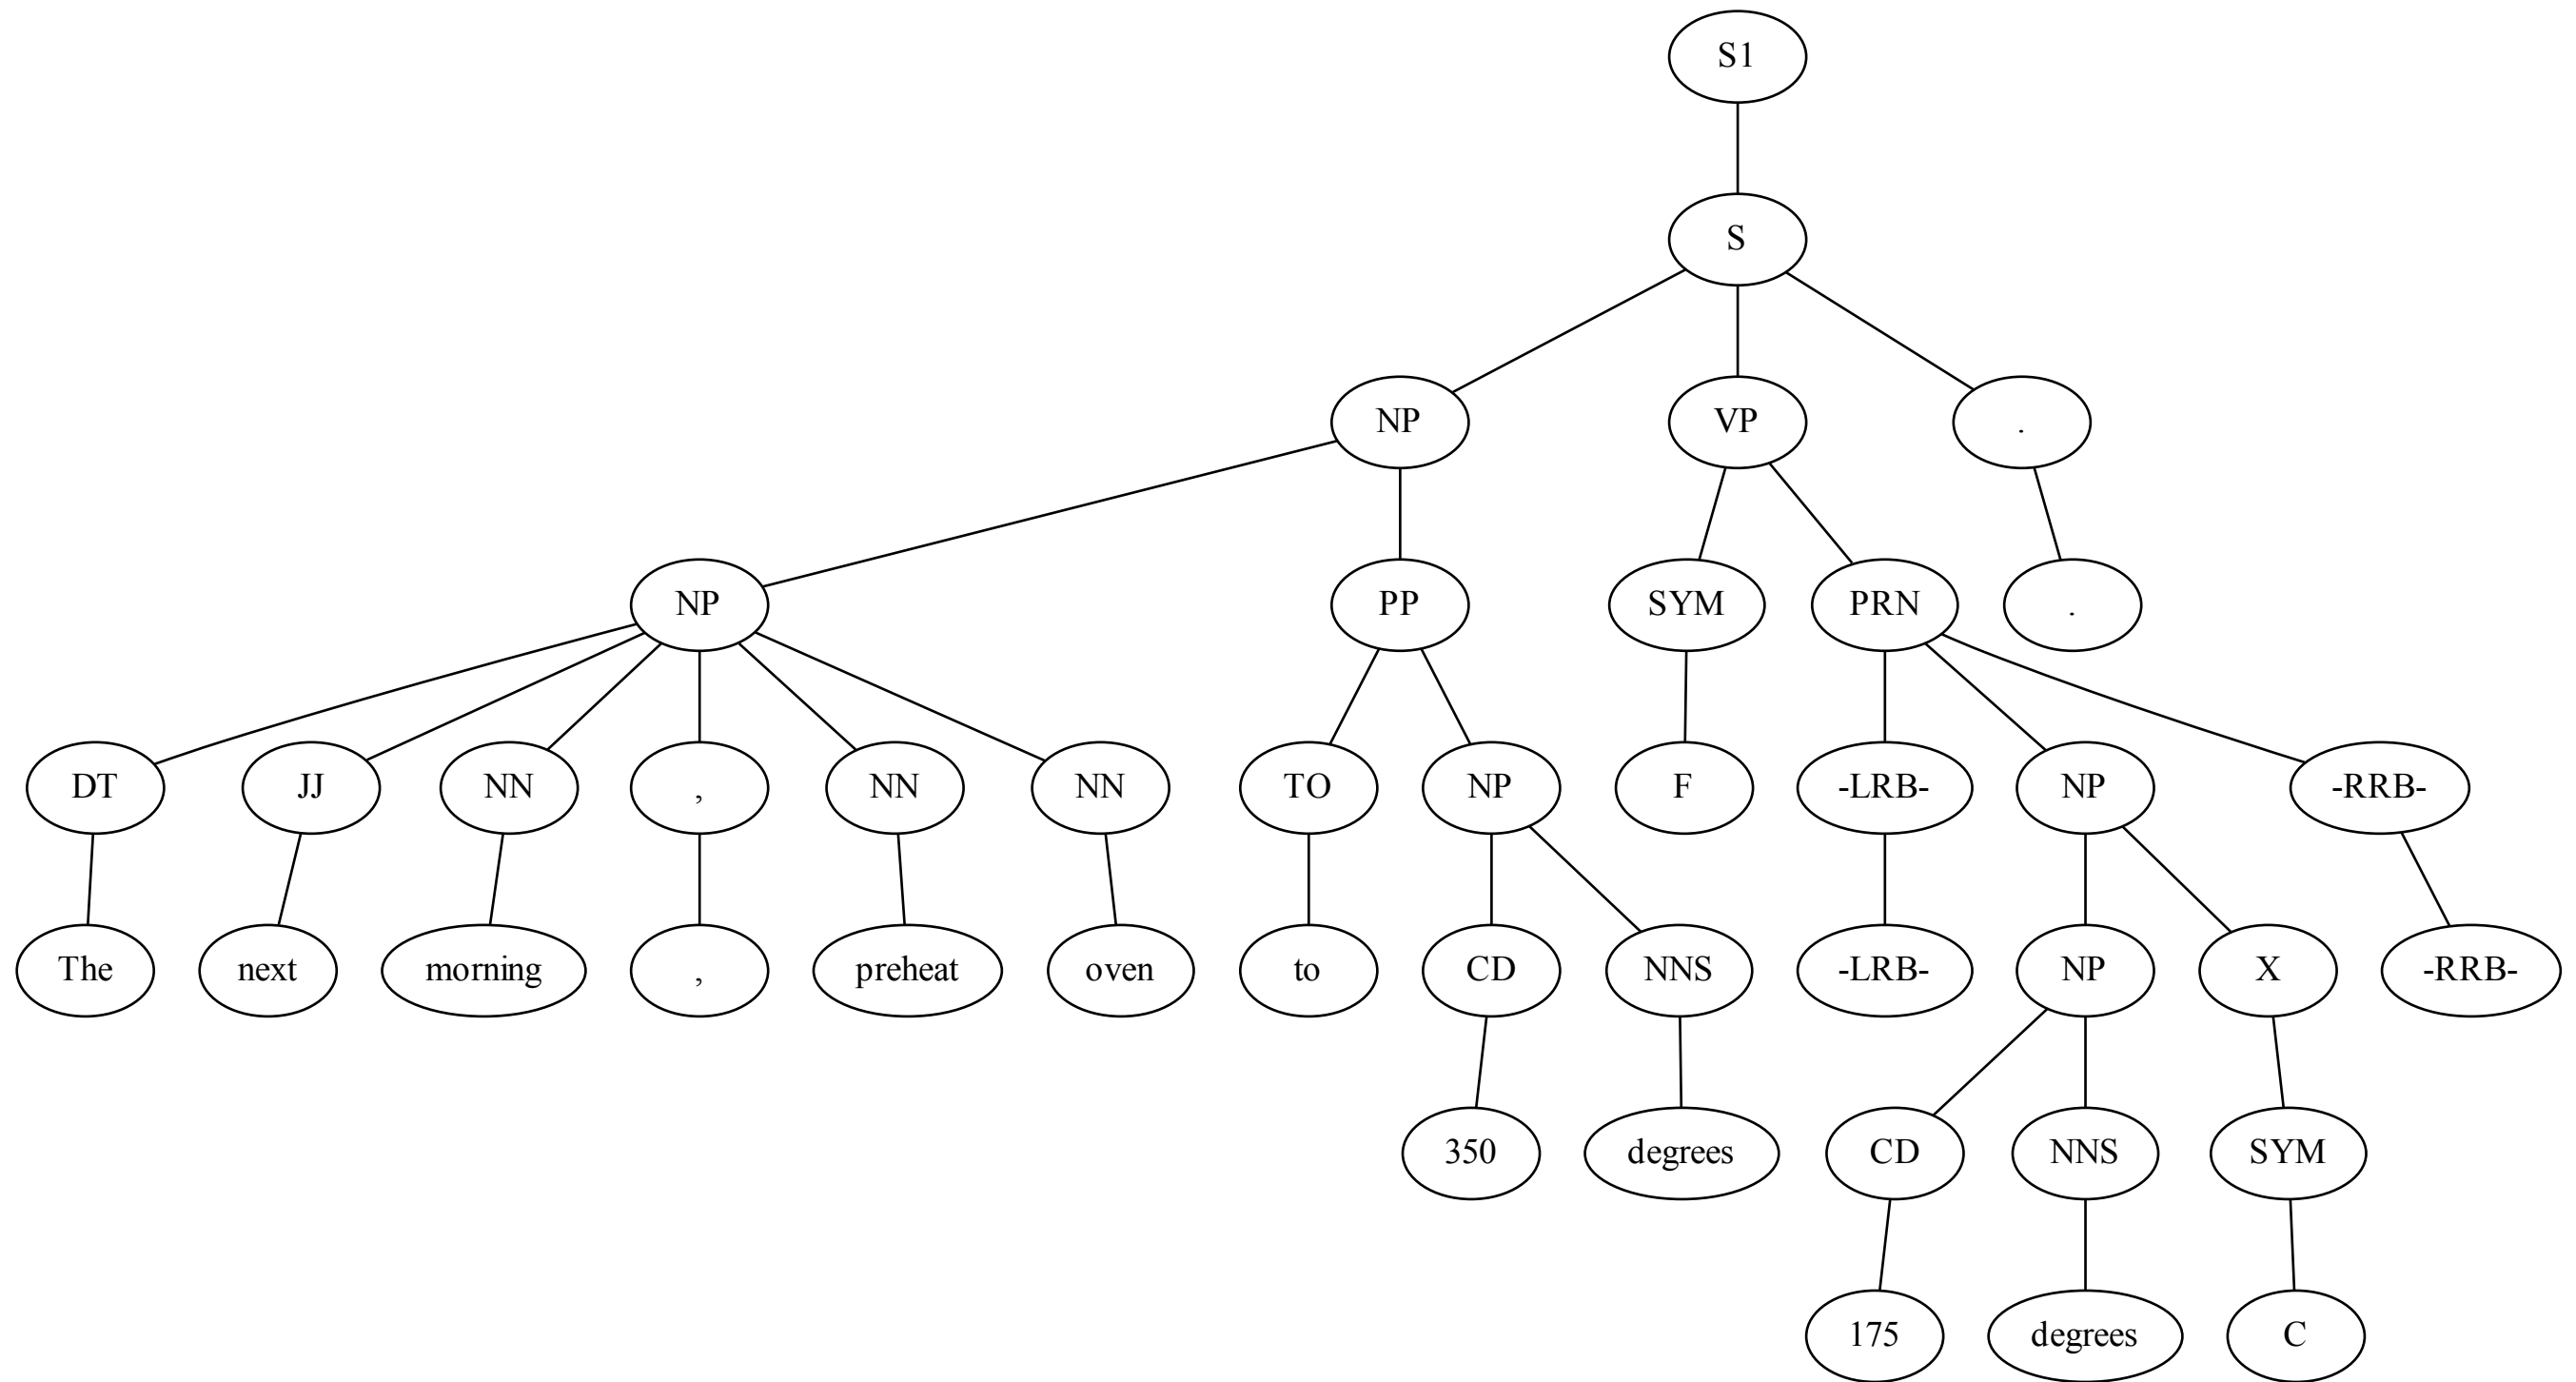 S1
S
NP VP .
NP PP SYM PRN .
DT JJ NN , NN NN TO NP F -LRB- NP -RRB-
The next morning , preheat oven to CD NNS -LRB- NP X -RRB-
350 degrees CD NNS SYM
175 degrees C